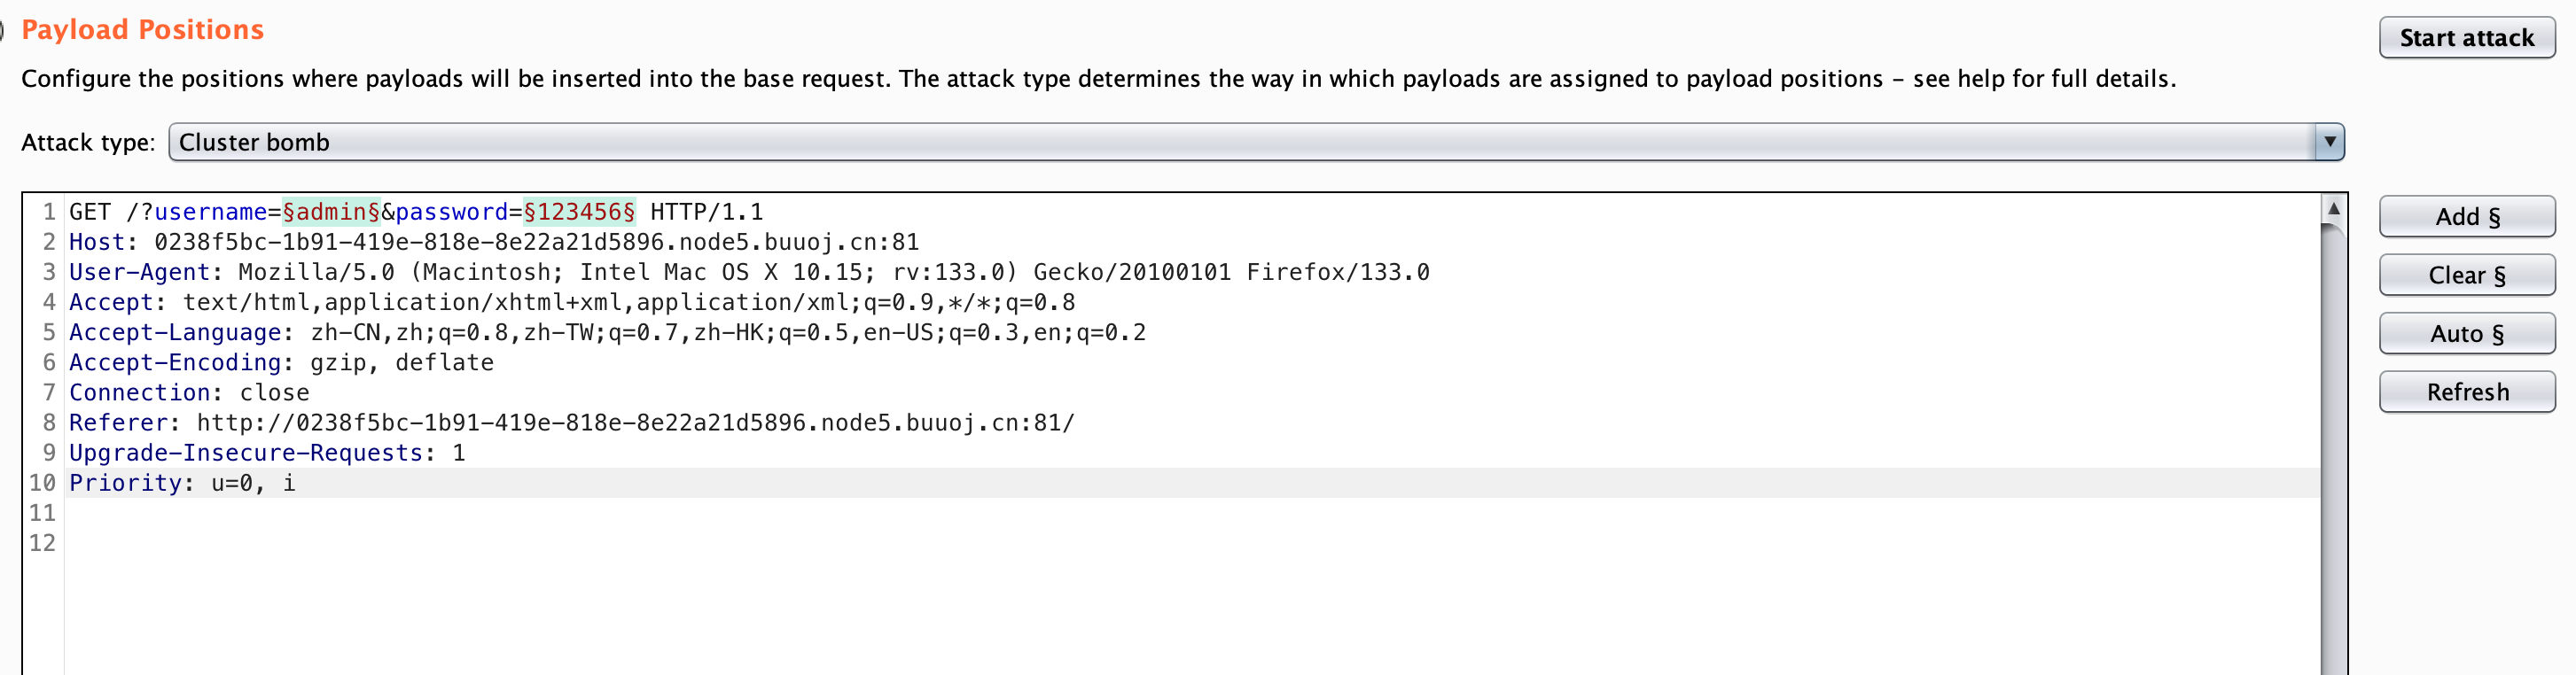 Payload Positions
Start attack
Configure the positions where payloads will be inserted into the base request. The attack type determines the way in which payloads are assigned to payload positions – see help for full details.
Attack type: Cluster bomb
1 GET /?username=§admin§&password=§123456§ HTTP/1.1
2 Host: 0238f5bc-1b91-419e-818e-8e22a21d5896.node5.buuoj.cn:81
3 User-Agent: Mozilla/5.0 (Macintosh; Intel Mac OS X 10.15; rv:133.0) Gecko/20100101 Firefox/133.0
4 Accept: text/html,application/xhtml+xml,application/xml;q=0.9,*/*;q=0.8
5 Accept-Language: zh-CN,zh;q=0.8,zh-TW;q=0.7,zh-HK;q=0.5,en-US;q=0.3,en;q=0.2
6 Accept-Encoding: gzip, deflate
7 Connection: close
8 Referer: http://0238f5bc-1b91-419e-818e-8e22a21d5896.node5.buuoj.cn:81/
9 Upgrade-Insecure-Requests: 1
10 Priority: u=0, i
11
12
Add §
Clear §
Auto §
Refresh